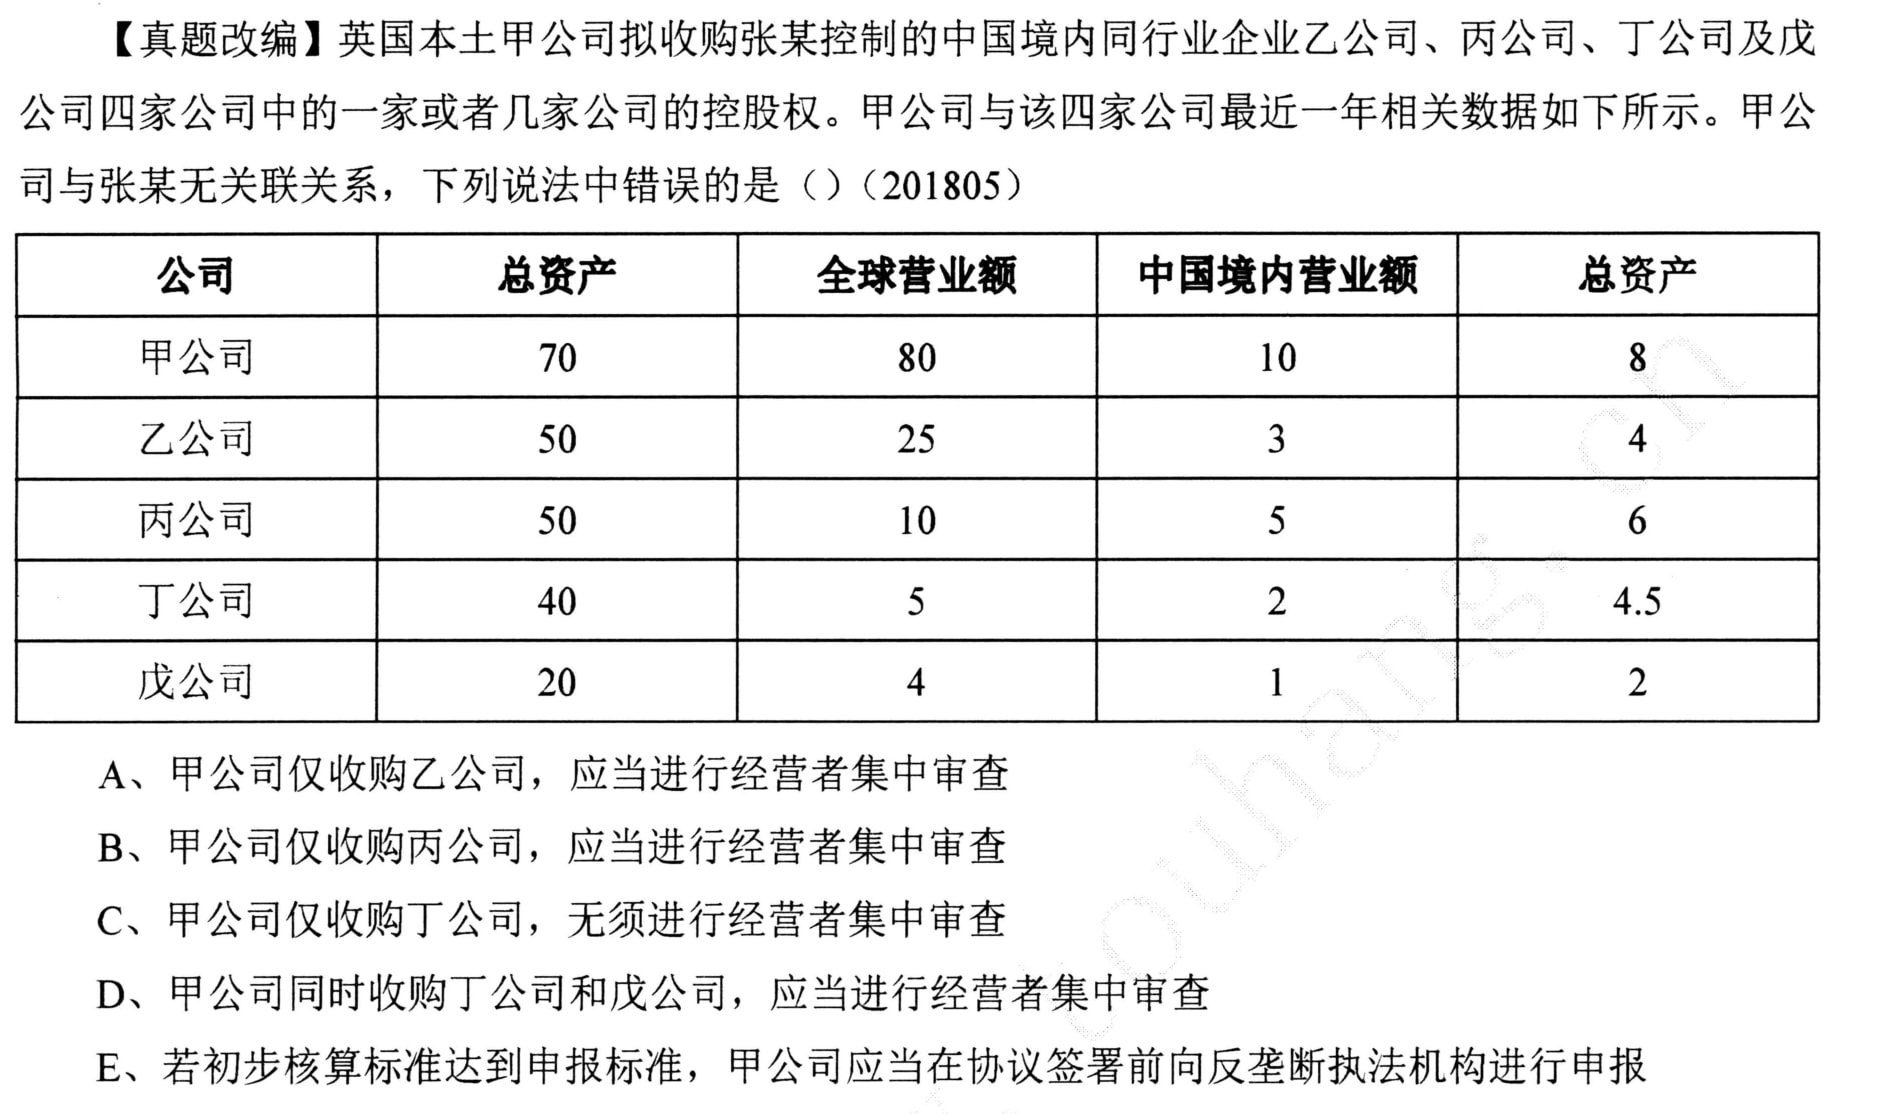 【真题改编】英国本土甲公司拟收购张某控制的中国境内同行业企业乙公司、丙公司、丁公司及戊
公司四家公司中的一家或者几家公司的控股权。甲公司与该四家公司最近一年相关数据如下所示。甲公
司与张某无关联关系，下列说法中错误的是（）（201805）
公司 总资产 全球营业额 中国境内营业额 总资产
甲公司 70 80 10 8
乙公司 50 25 3 4
丙公司 50 10 5 6
丁公司 40 5 2 4.5
戊公司 20 4 1 2
A、甲公司仅收购乙公司，应当进行经营者集中审查
B、甲公司仅收购丙公司，应当进行经营者集中审查
C、甲公司仅收购丁公司，无须进行经营者集中审查
D、甲公司同时收购丁公司和戊公司，应当进行经营者集中审查
E、若初步核算标准达到申报标准，甲公司应当在协议签署前向反垄断执法机构进行申报
touhang.cn